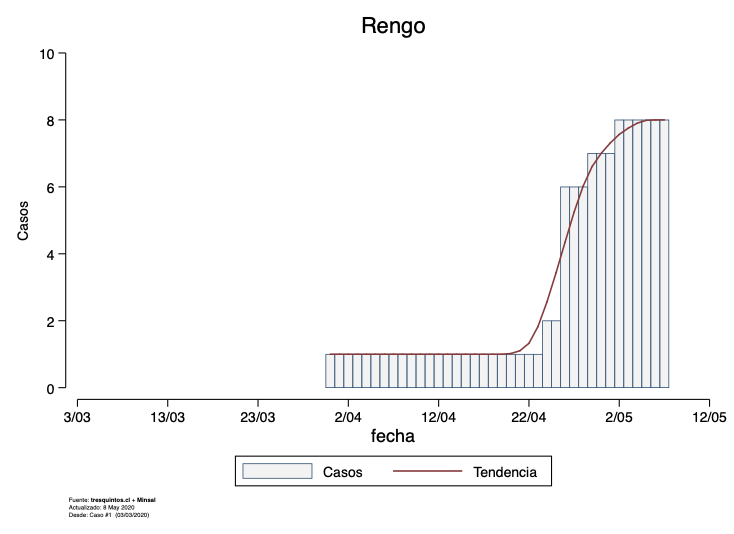 Rengo
10
8
6
4
2
0
Casos
3/03 13/03 23/03 2/04 12/04 22/04 2/05 12/05
fecha
Casos Tendencia
Fuente: tresquintos.cl + Minsal
Actualizado: 8 May 2020
Desde: Caso #1 (03/03/2020)